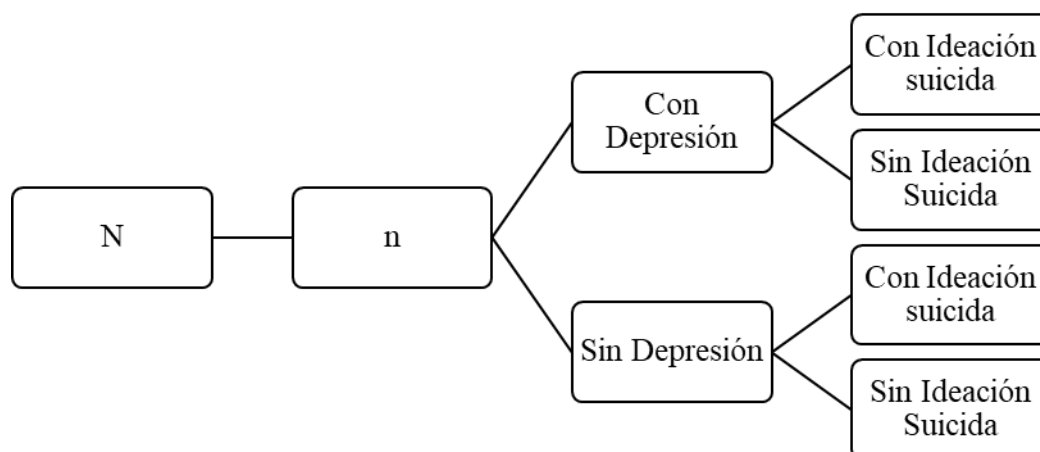 N
n
Con
Depresión
Con Ideación
suicida
Sin Ideación
Suicida
Sin Depresión
Con Ideación
suicida
Sin Ideación
Suicida